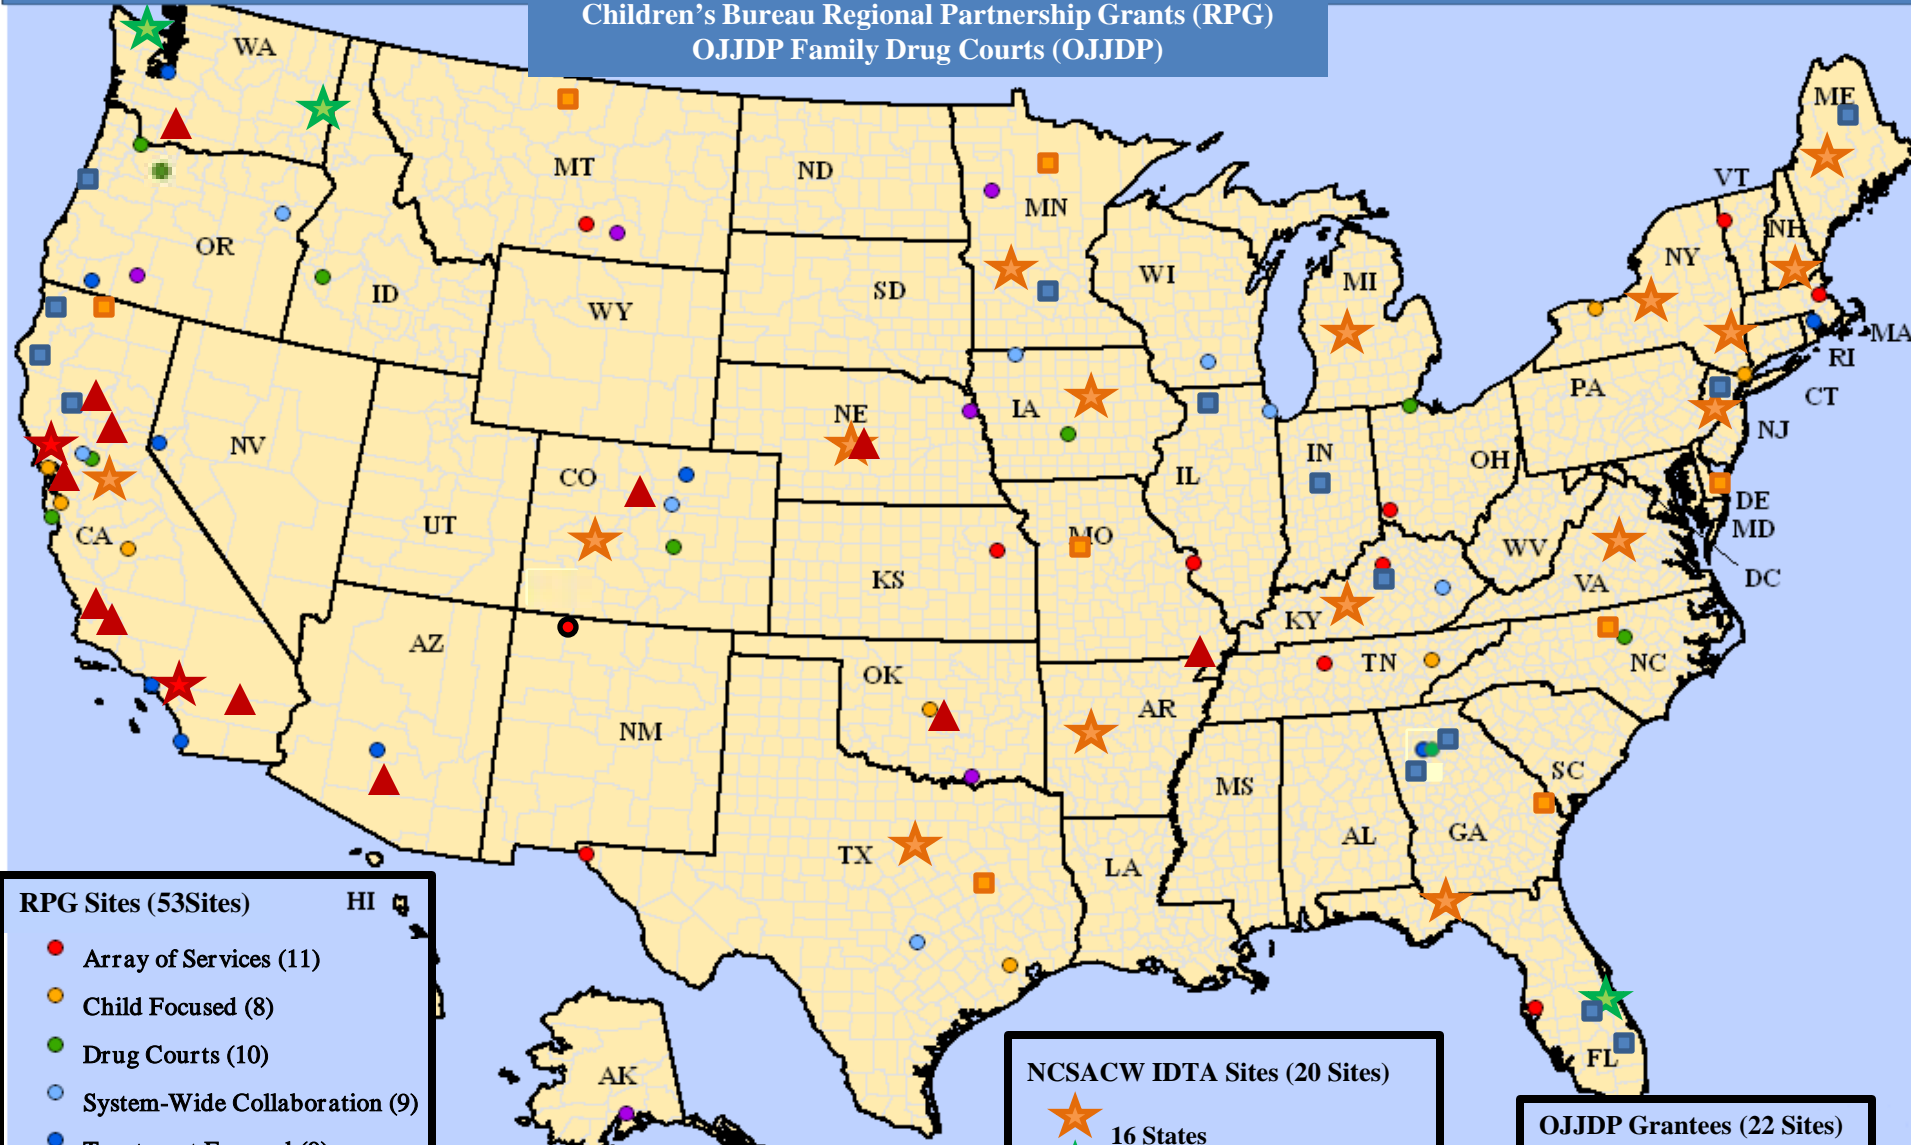 Children's Bureau Regional Partnership Grants (RPG)
OJJDP Family Drug Courts (OJJDP)
WA
MT
ND
MN
ME
VT
NH
OR
ID
WY
SD
WI
MI
NY
MA
RI
CT
NV
NE
IA
PA
NJ
CO
UT
IL
IN
OH
DE
MD
DC
CA
KS
MO
WV
VA
KY
AZ
NM
OK
AR
TN
NC
TX
LA
MS
AL
GA
SC
HI
AK
FL
RPG Sites (53Sites)
Array of Services (11)
Child Focused (8)
Drug Courts (10)
System-Wide Collaboration (9)
NCSACW IDTA Sites (20 Sites)
16 States
OJJDP Grantees (22 Sites)